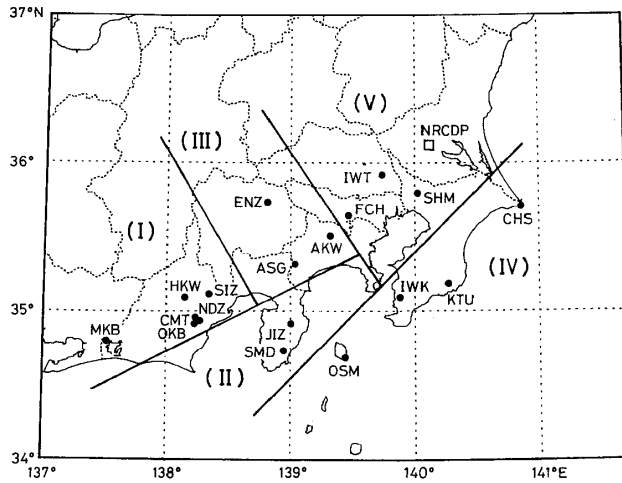 37°N
(V)
NRCDP
(III)
36°
IWT
SHM
ENZ
FCH
CHS
(I)
AKW
ASG
(IV)
HKW
SIZ
IWK
KTU
NDZ
CMT
OKB
MKB
JIZ
SMD
(II)
OSM
35°
34°
137°
138°
139°
140°
141°E